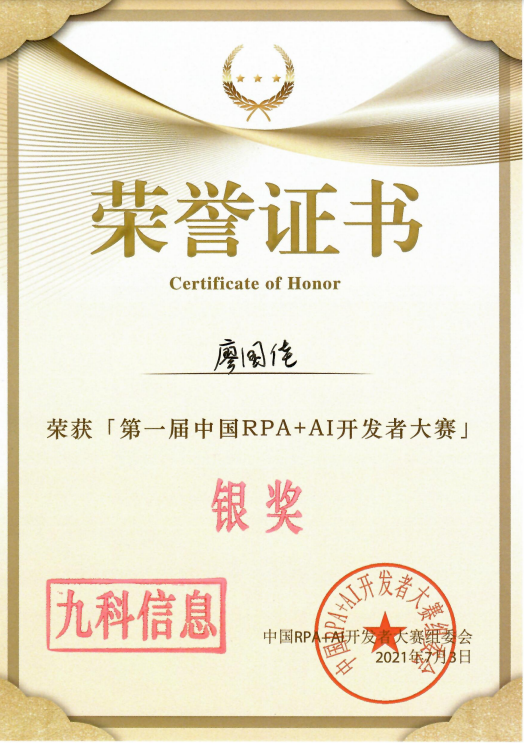 荣誉证书
Certificate of Honor
廖国佬
荣获「第一届中国RPA+AI开发者大赛」
银奖
九科信息
中国RPA+AI开发者大赛组委会
中国RPA+AI开发者大赛组委会
2021年7月3日